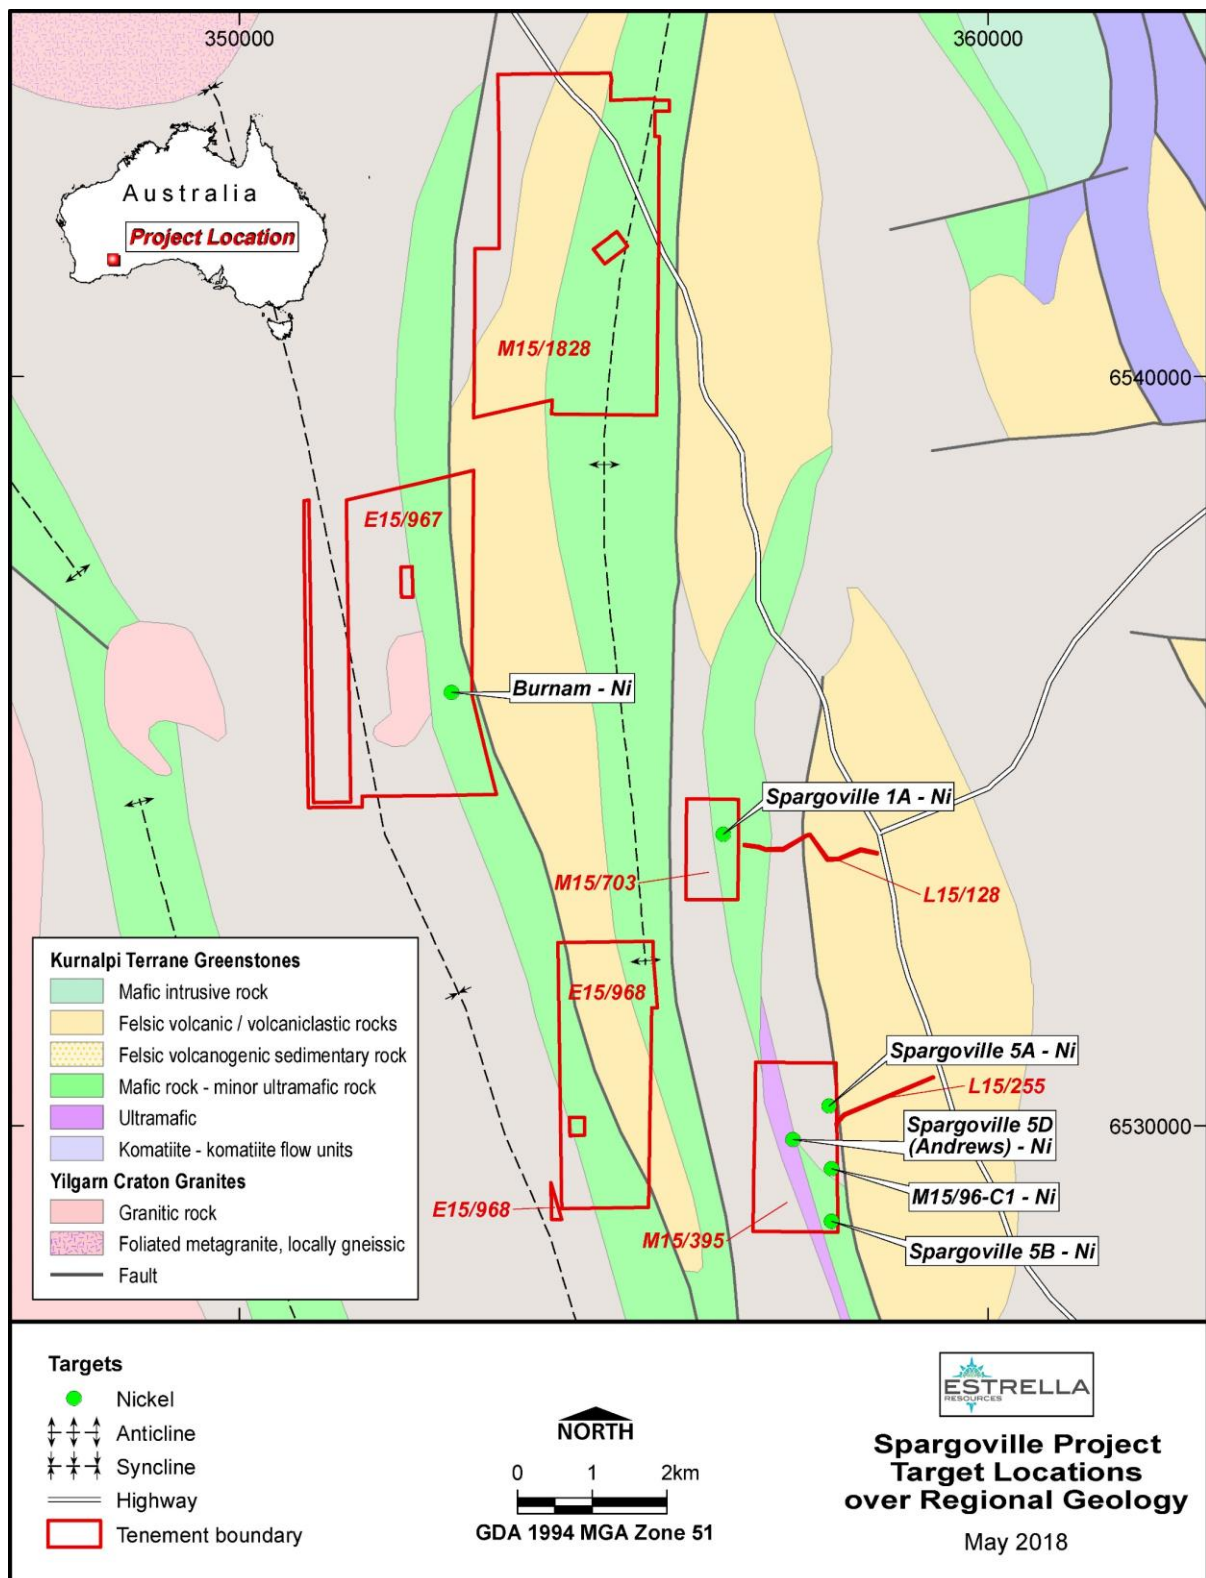 350000
360000
Australia
Project Location
M15/1828
6540000
E15/967
Burnam - Ni
Spargoville 1A - Ni
M15/703
L15/128
E15/968
Spargoville 5A - Ni
L15/255
Spargoville 5D
(Andrews) - Ni
6530000
M15/96-C1 - Ni
E15/968
M15/395
Spargoville 5B - Ni
Kurnalpi Terrane Greenstones
Mafic intrusive rock
Felsic volcanic / volcaniclastic rocks
Felsic volcanogenic sedimentary rock
Mafic rock - minor ultramafic rock
Ultramafic
Komatiite - komatiite flow units
Yilgarn Craton Granites
Granitic rock
Foliated metagranite, locally gneissic
Fault
Targets
Nickel
Anticline
Syncline
Highway
Tenement boundary
NORTH
0 1 2km
GDA 1994 MGA Zone 51
ESTRELLA
RESOURCES
Spargoville Project
Target Locations
over Regional Geology
May 2018